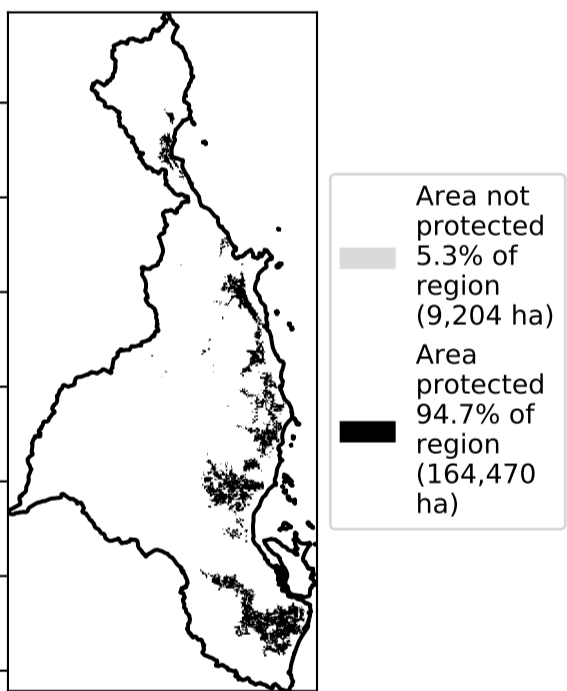 Area not
protected
5.3% of
region
(9,204 ha)
Area
protected
94.7% of
region
(164,470
ha)